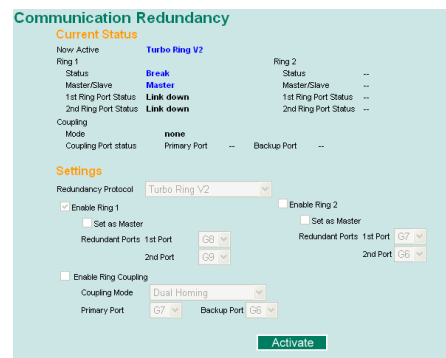 Communication Redundancy
Current Status
Now Active Turbo Ring V2
Ring 1 Ring 2
Status Break Status --
Master/Slave Master Master/Slave --
1st Ring Port Status Link down 1st Ring Port Status --
2nd Ring Port Status Link down 2nd Ring Port Status --
Coupling
Mode none
Coupling Port status Primary Port -- Backup Port --
Settings
Redundancy Protocol Turbo Ring V2
Enable Ring 1 Enable Ring 2
Set as Master Set as Master
Redundant Ports 1st Port G8 Redundant Ports 1st Port G7
2nd Port G9 2nd Port G6
Enable Ring Coupling
Coupling Mode Dual Homing
Primary Port G7 Backup Port G6
Activate